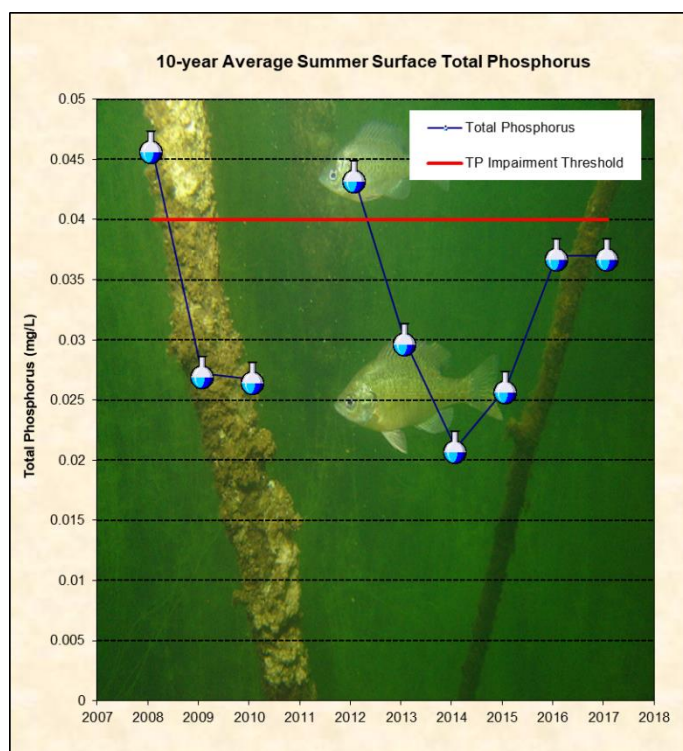 10-year Average Summer Surface Total Phosphorus
Total Phosphorus (mg/L)
0.05
0.045
0.04
0.035
0.03
0.025
0.02
0.015
0.01
0.005
0
Total Phosphorus
TP Impairment Threshold
2007 2008 2009 2010 2011 2012 2013 2014 2015 2016 2017 2018